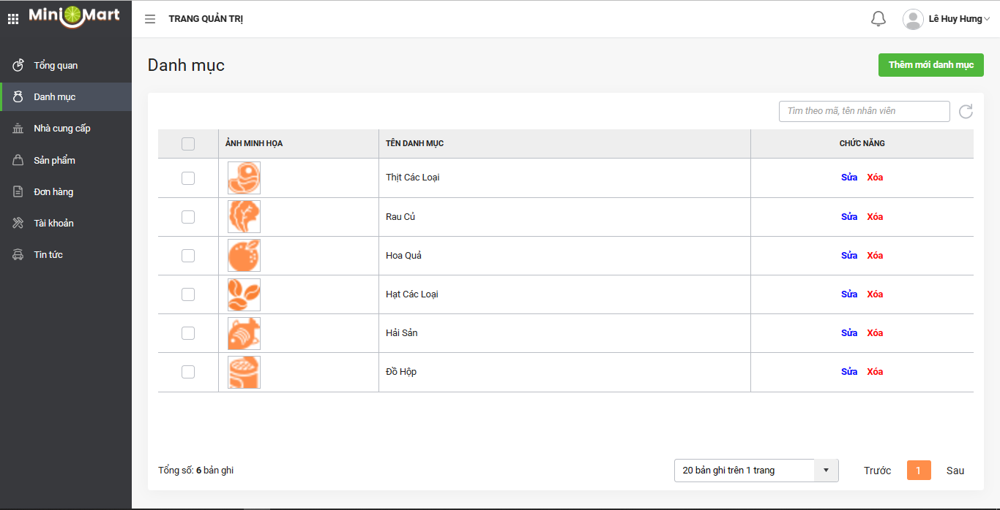 Mini Mart
TRANG QUẢN TRỊ
Lê Huy Hưng
Tổng quan
Danh mục
Nhà cung cấp
Sản phẩm
Đơn hàng
Tài khoản
Tin tức
Danh mục
Thêm mới danh mục
Tìm theo mã, tên nhân viên
ẢNH MINH HỌA TÊN DANH MỤC CHỨC NĂNG
Thịt Các Loại Sửa Xóa
Rau Củ Sửa Xóa
Hoa Quả Sửa Xóa
Hạt Các Loại Sửa Xóa
Hải Sản Sửa Xóa
Đồ Hộp Sửa Xóa
Tổng số: 6 bản ghi 20 bản ghi trên 1 trang Trước 1 Sau